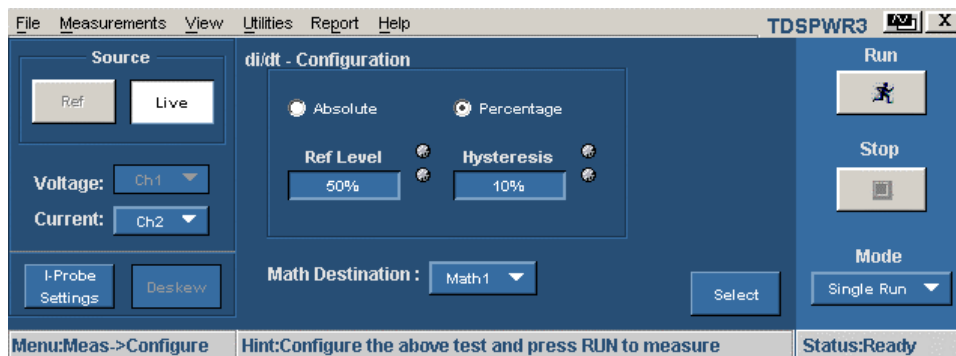 File Measurements View Utilities Report Help
TDSPWR3
X
Source
Ref Live
Voltage: Ch1
Current: Ch2
I-Probe
Settings
Deskew
di/dt - Configuration
Absolute Percentage
Ref Level Hysteresis
50% 10%
Math Destination : Math1
Select
Run
Stop
Mode
Single Run
Menu:Meas->Configure
Hint:Configure the above test and press RUN to measure
Status:Ready